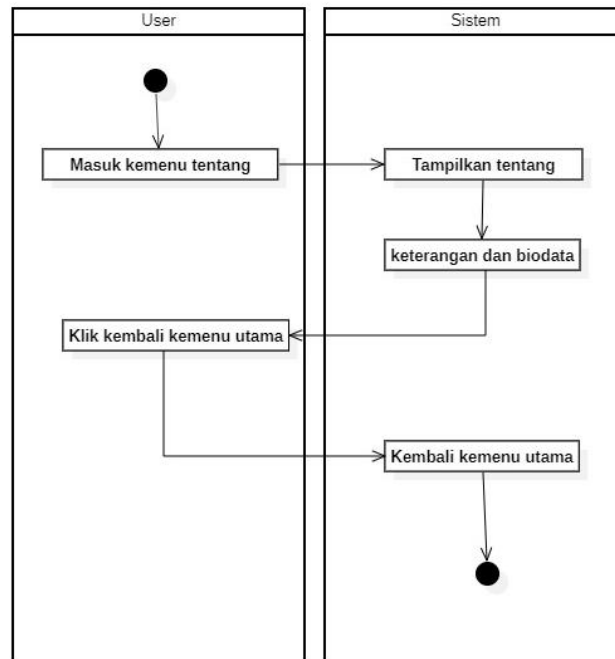 User
Sistem
Masuk kemenu tentang
Tampilkan tentang
keterangan dan biodata
Klik kembali kemenu utama
Kembali kemenu utama